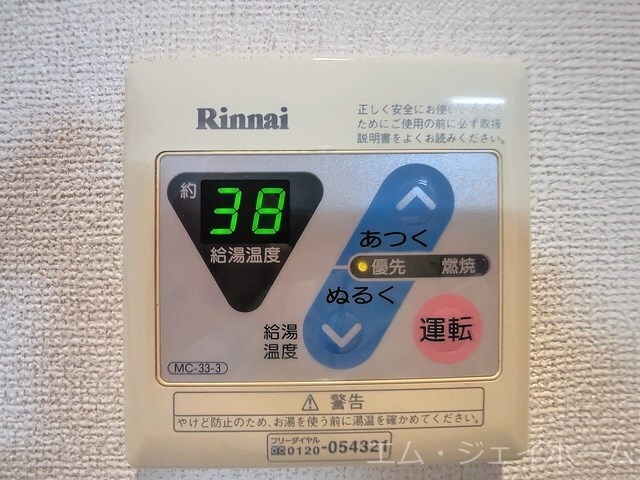 Rinnai
正しく安全にお使いいただく
ためにご使用の前に必ず取扱
説明書をよくお読みください。
約
38
給湯温度
あつく
優先 燃焼
ぬるく
給湯
温度
運転
MC-33-3
警告
やけど防止のため、お湯を使う前に湯温を確かめてください。
フリーダイヤル
0120-054321
エム・ジェイホーム